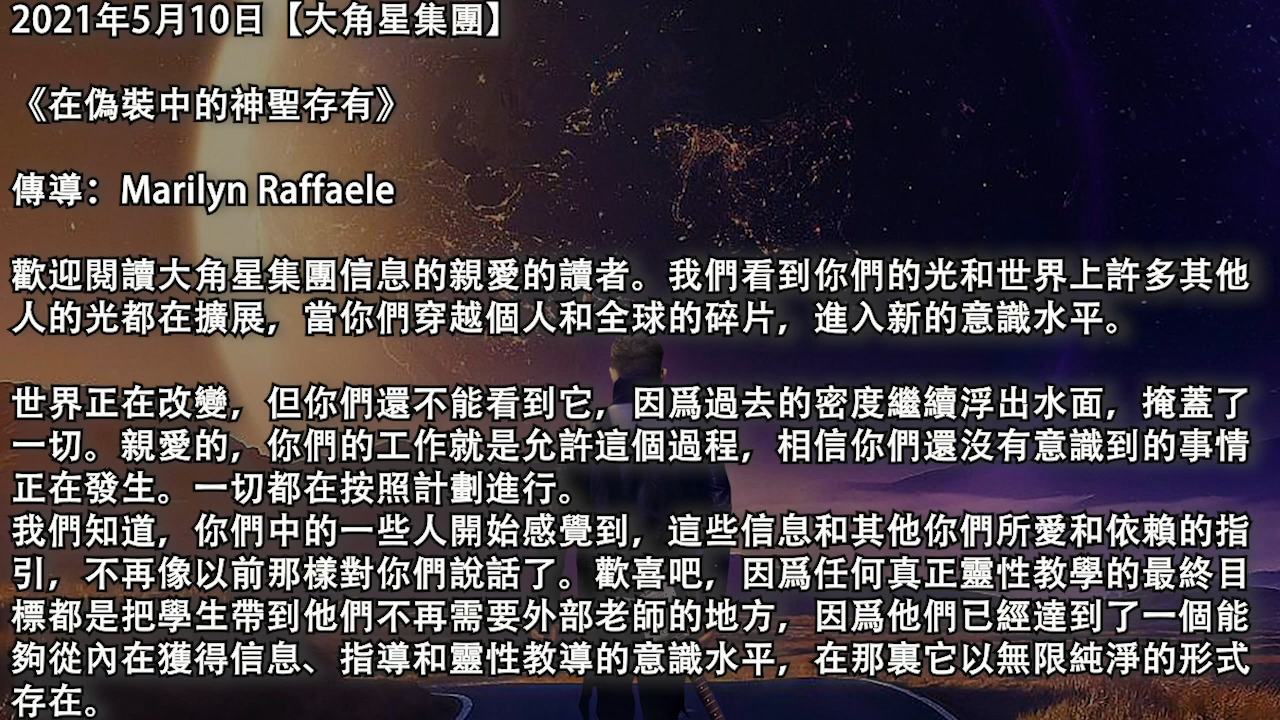 2021年5月10日【大角星集團】
《在偽裝中的神聖存有》
傳導：Marilyn Raffaele
歡迎閱讀大角星集團信息的親愛的讀者。我們看到你們的光和世界上許多其他
人的光都在擴展，當你們穿越個人和全球的碎片，進入新的意識水平。
世界正在改變，但你們還不能看到它，因爲過去的密度繼續浮出水面，掩蓋了
一切。親愛的，你們的工作就是允許這個過程，相信你們還沒有意識到的事情
正在發生。一切都在按照計劃進行。
我們知道，你們中的一些人開始感覺到，這些信息和其他你們所愛和依賴的指
引，不再像以前那樣對你們說話了。歡喜吧，因爲任何真正靈性教學的最終目
標都是把學生帶到他們不再需要外部老師的地方，因爲他們已經達到了一個能
夠從內在獲得信息、指導和靈性教導的意識水平，在那裏它以無限純淨的形式
存在。